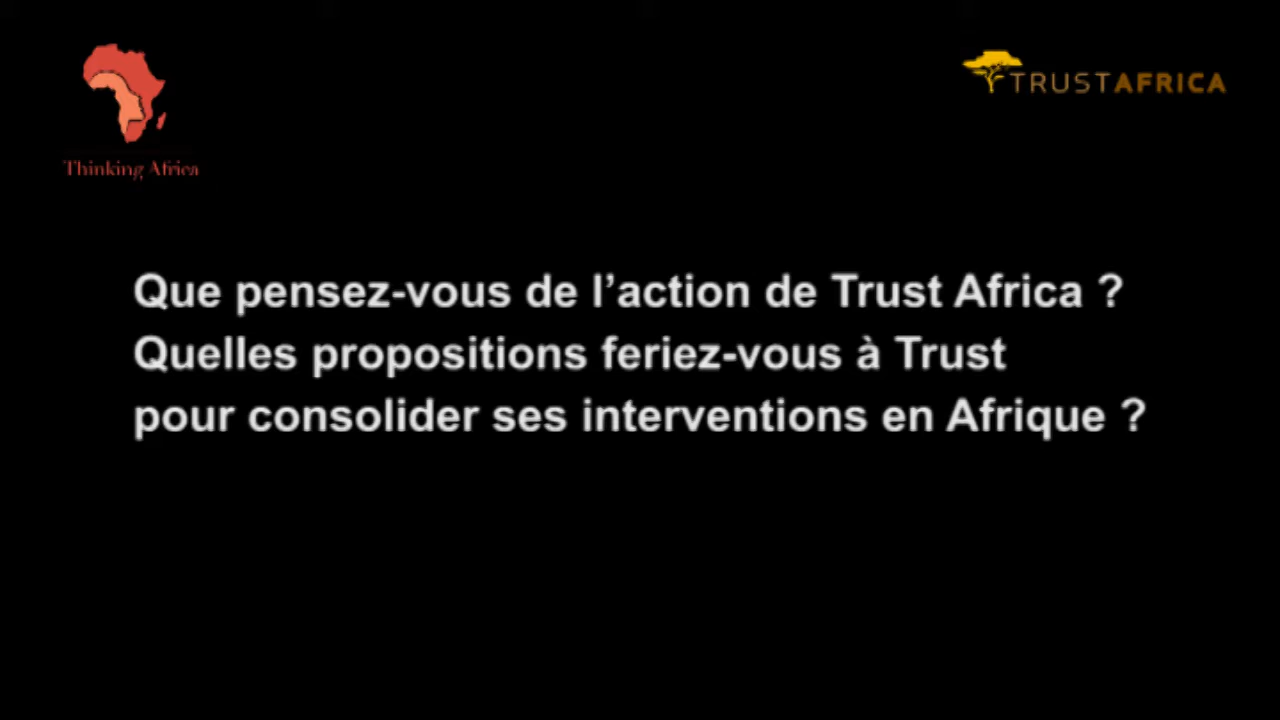 Thinking Africa
TRUSTAFRICA
Que pensez-vous de l’action de Trust Africa ?
Quelles propositions feriez-vous à Trust
pour consolider ses interventions en Afrique ?